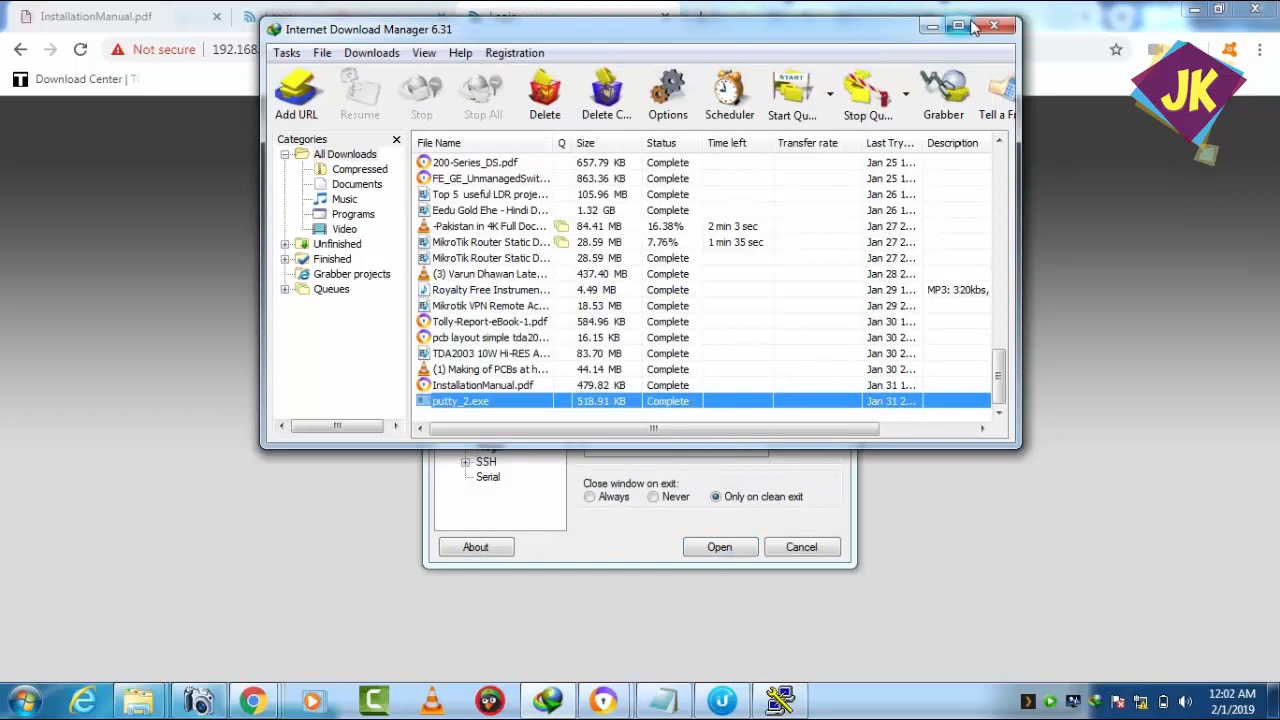 InstallationManual.pdf
Internet Download Manager 6.31
Not secure 192.168.
Download Center | T
JK
Tasks File Downloads View Help Registration
Add URL Resume Stop Stop All Delete Delete C... Options Scheduler Start Qu... Stop Qu... Grabber Tell a Fr
Categories
All Downloads
Compressed
Documents
Music
Programs
Video
Unfinished
Finished
Grabber projects
Queues
File Name Q Size Status Time left Transfer rate Last Try... Description
200-Series_DS.pdf 657.79 KB Complete Jan 25 1...
FE_GE_UnmanagedSwit... 863.36 KB Complete Jan 25 1...
Top 5 useful LDR proje... 105.96 MB Complete Jan 26 1...
Eedu Gold Ehe - Hindi D... 1.32 GB Complete Jan 26 1...
-Pakistan in 4K Full Doc... 84.41 MB 16.38% 2 min 3 sec Jan 27 2...
MikroTik Router Static D... 28.59 MB 7.76% 1 min 35 sec Jan 27 2...
MikroTik Router Static D... 28.59 MB Complete Jan 27 2...
(3) Varun Dhawan Late... 437.40 MB Complete Jan 28 2...
Royalty Free Instrumen... 4.49 MB Complete Jan 29 1... MP3: 320kbs,
Mikrotik VPN Remote Ac... 18.53 MB Complete Jan 29 1...
Tolly-Report-eBook-1.pdf 584.96 KB Complete Jan 30 1...
pcb layout simple tda20... 16.15 KB Complete Jan 30 2...
TDA2003 10W Hi-RES A... 83.70 MB Complete Jan 30 2...
(1) Making of PCBs at h... 44.14 MB Complete Jan 30 2...
InstallationManual.pdf 479.82 KB Complete Jan 31 1...
putty_2.exe 518.91 KB Complete Jan 31 2...
SSH
Serial
Close window on exit:
Always Never Only on clean exit
About Open Cancel
12:02 AM
2/1/2019